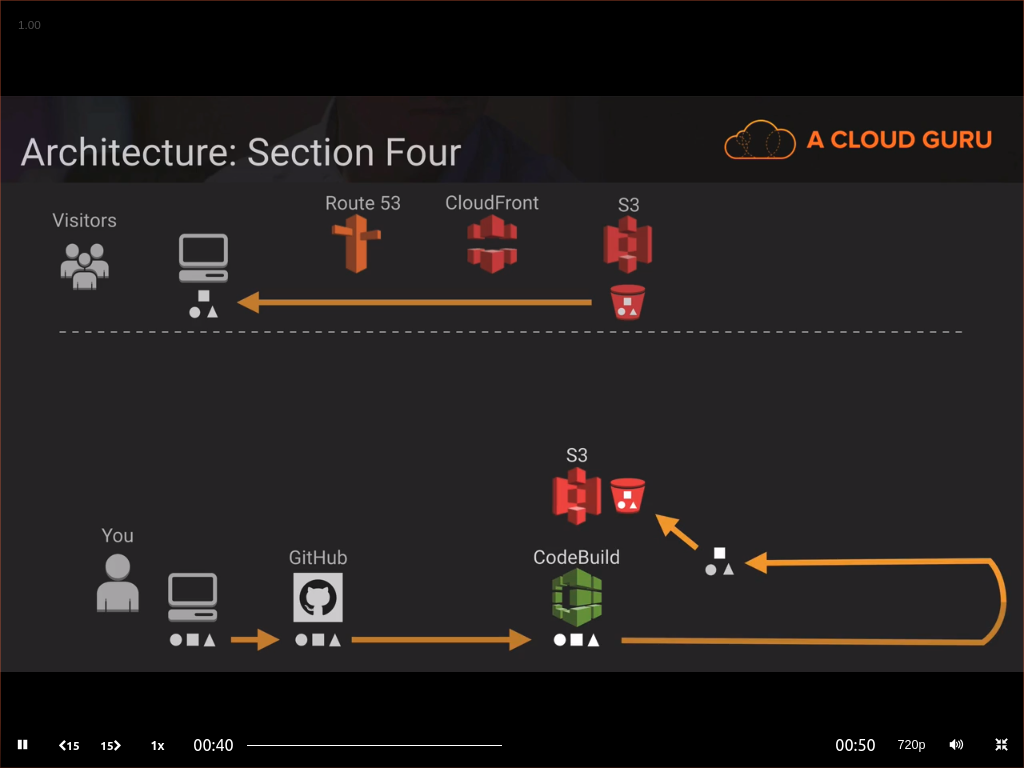 1.00
Architecture: Section Four
A CLOUD GURU
Visitors
Route 53
CloudFront
S3
S3
You
GitHub
CodeBuild
15
15
1x
00:40
00:50
720p